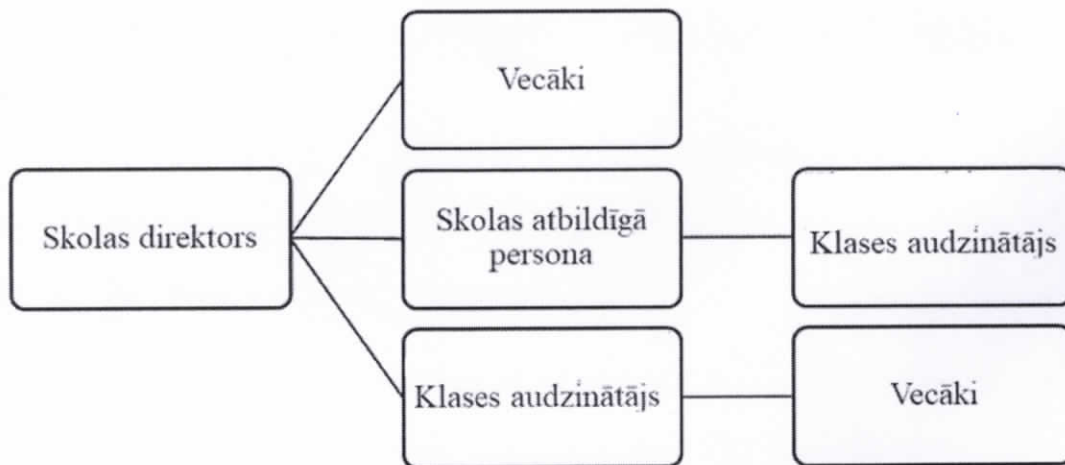 Vecāki
Skolas direktors
Skolas atbildīgā
persona
Klases audzinātājs
Klases audzinātājs
Vecāki